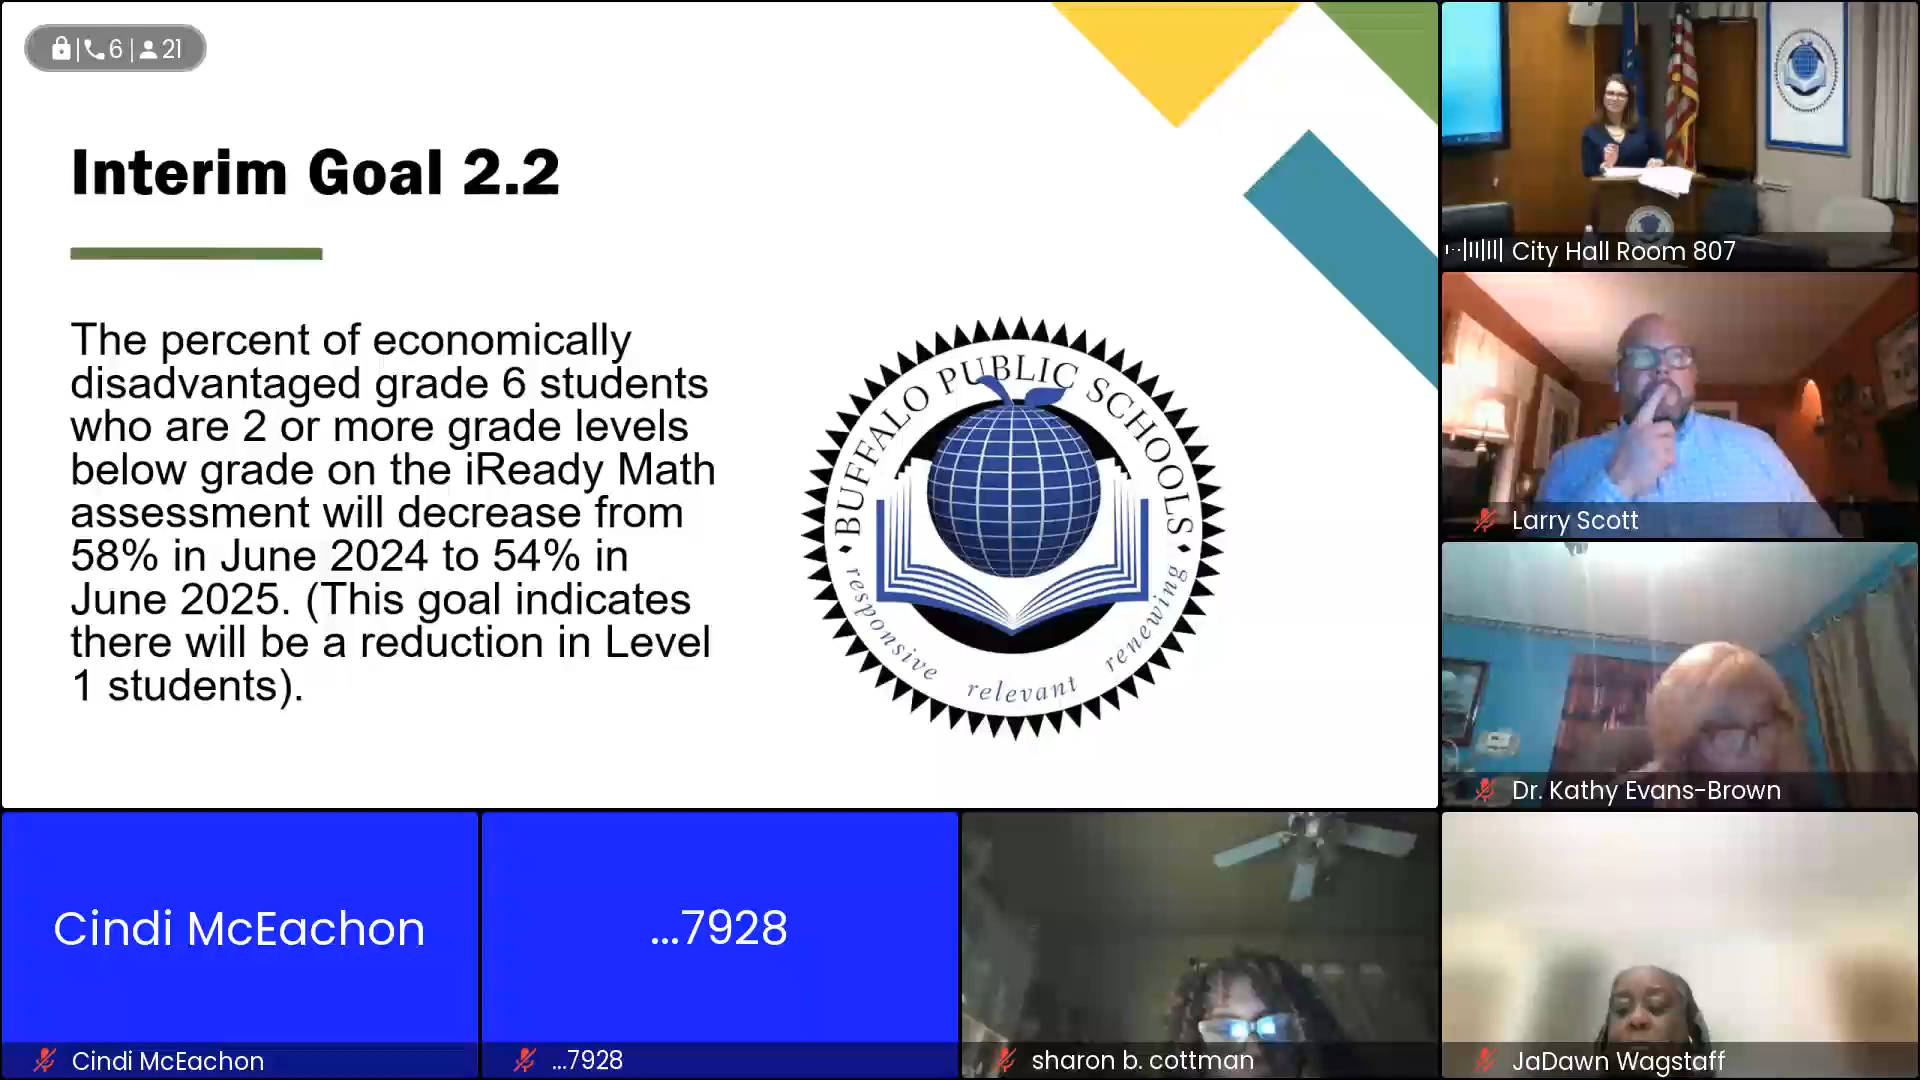 6 21
Interim Goal 2.2
The percent of economically
disadvantaged grade 6 students
who are 2 or more grade levels
below grade on the iReady Math
assessment will decrease from
58% in June 2024 to 54% in
June 2025. (This goal indicates
there will be a reduction in Level
1 students).
BUFFALO PUBLIC SCHOOLS
responsive relevant renewing
City Hall Room 807
Larry Scott
Dr. Kathy Evans-Brown
Cindi McEachon
Cindi McEachon
...7928
...7928
sharon b. cottman
JaDawn Wagstaff